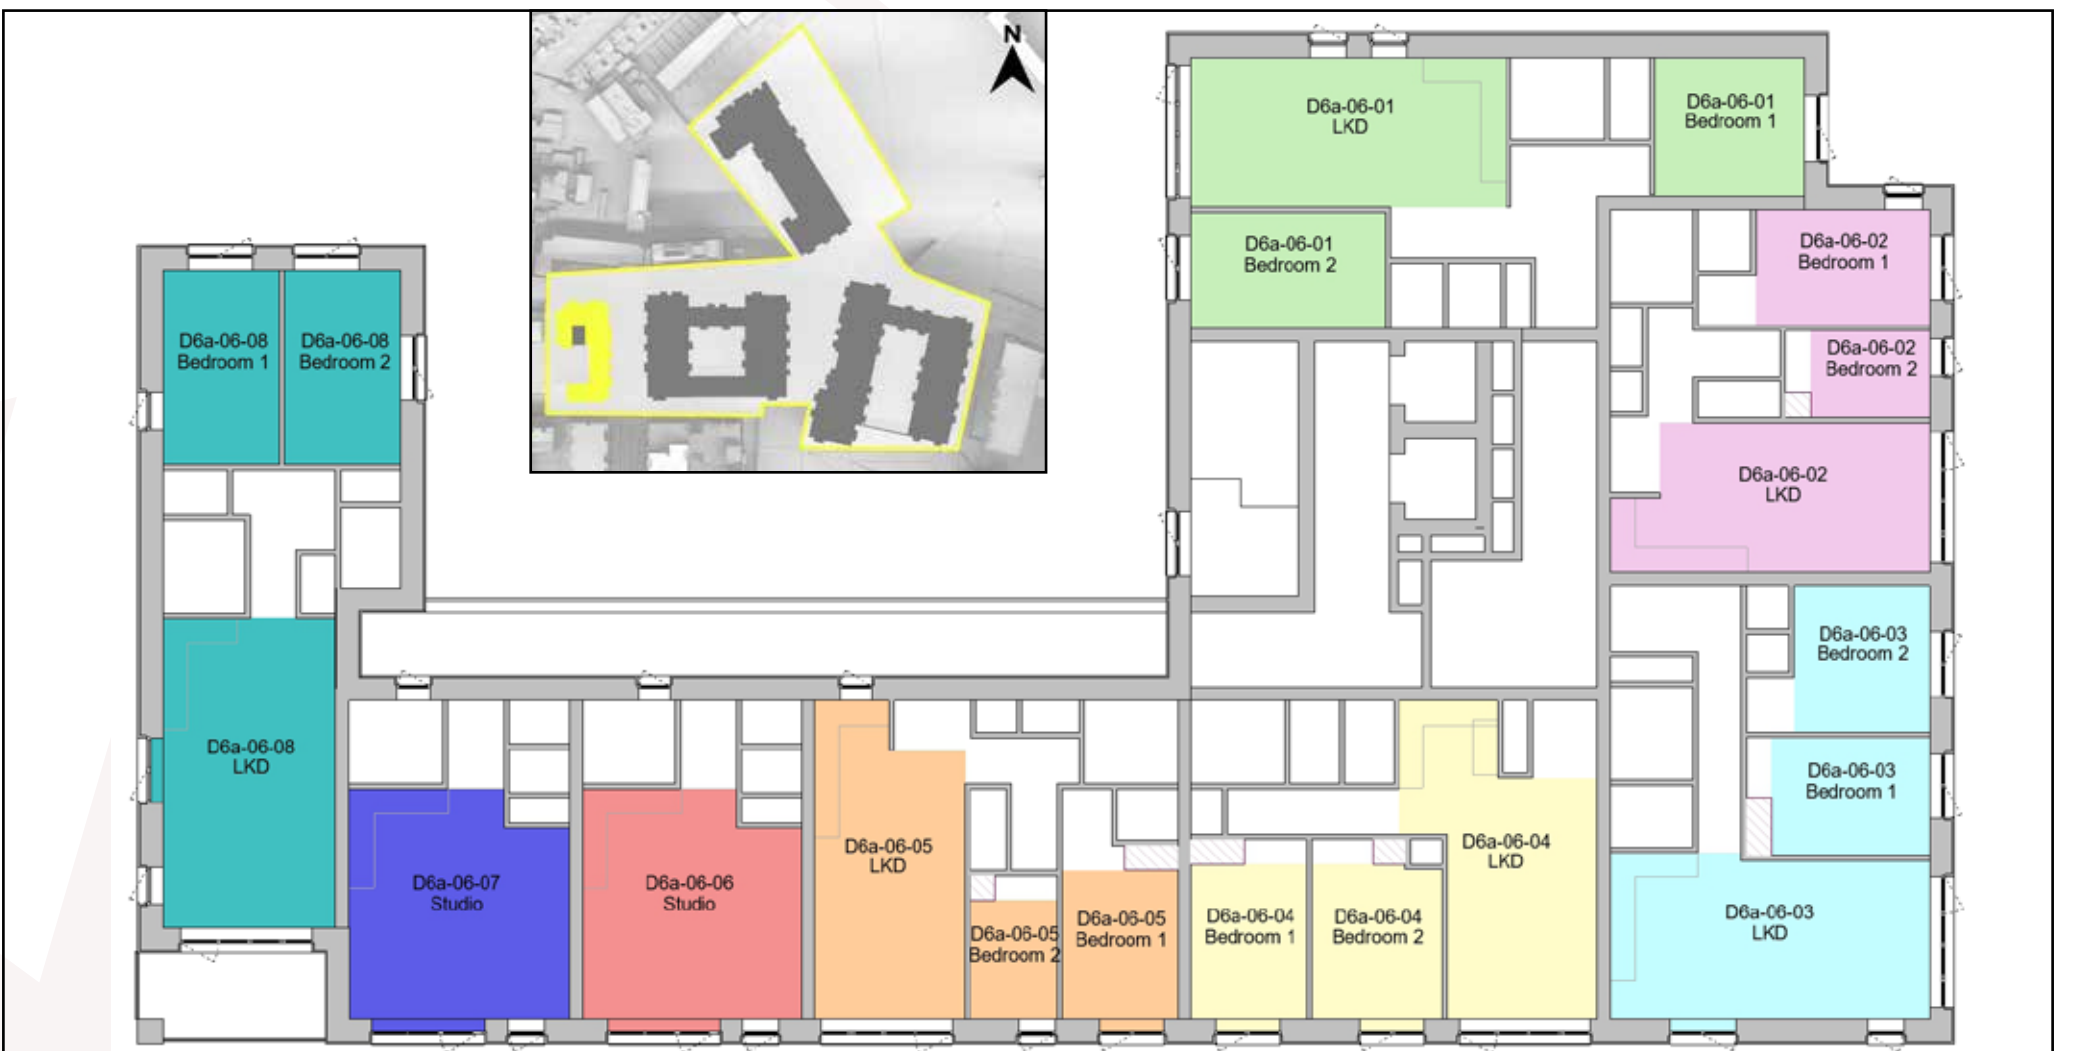 N
D6a-06-01
LKD
D6a-06-01
Bedroom 1
D6a-06-01
Bedroom 2
D6a-06-02
Bedroom 1
D6a-06-02
Bedroom 2
D6a-06-02
LKD
D6a-06-08
Bedroom 1
D6a-06-08
Bedroom 2
D6a-06-03
Bedroom 2
D6a-06-03
Bedroom 1
D6a-06-03
LKD
D6a-06-08
LKD
D6a-06-07
Studio
D6a-06-06
Studio
D6a-06-05
LKD
D6a-06-05
Bedroom 2
D6a-06-05
Bedroom 1
D6a-06-04
Bedroom 1
D6a-06-04
Bedroom 2
D6a-06-04
LKD